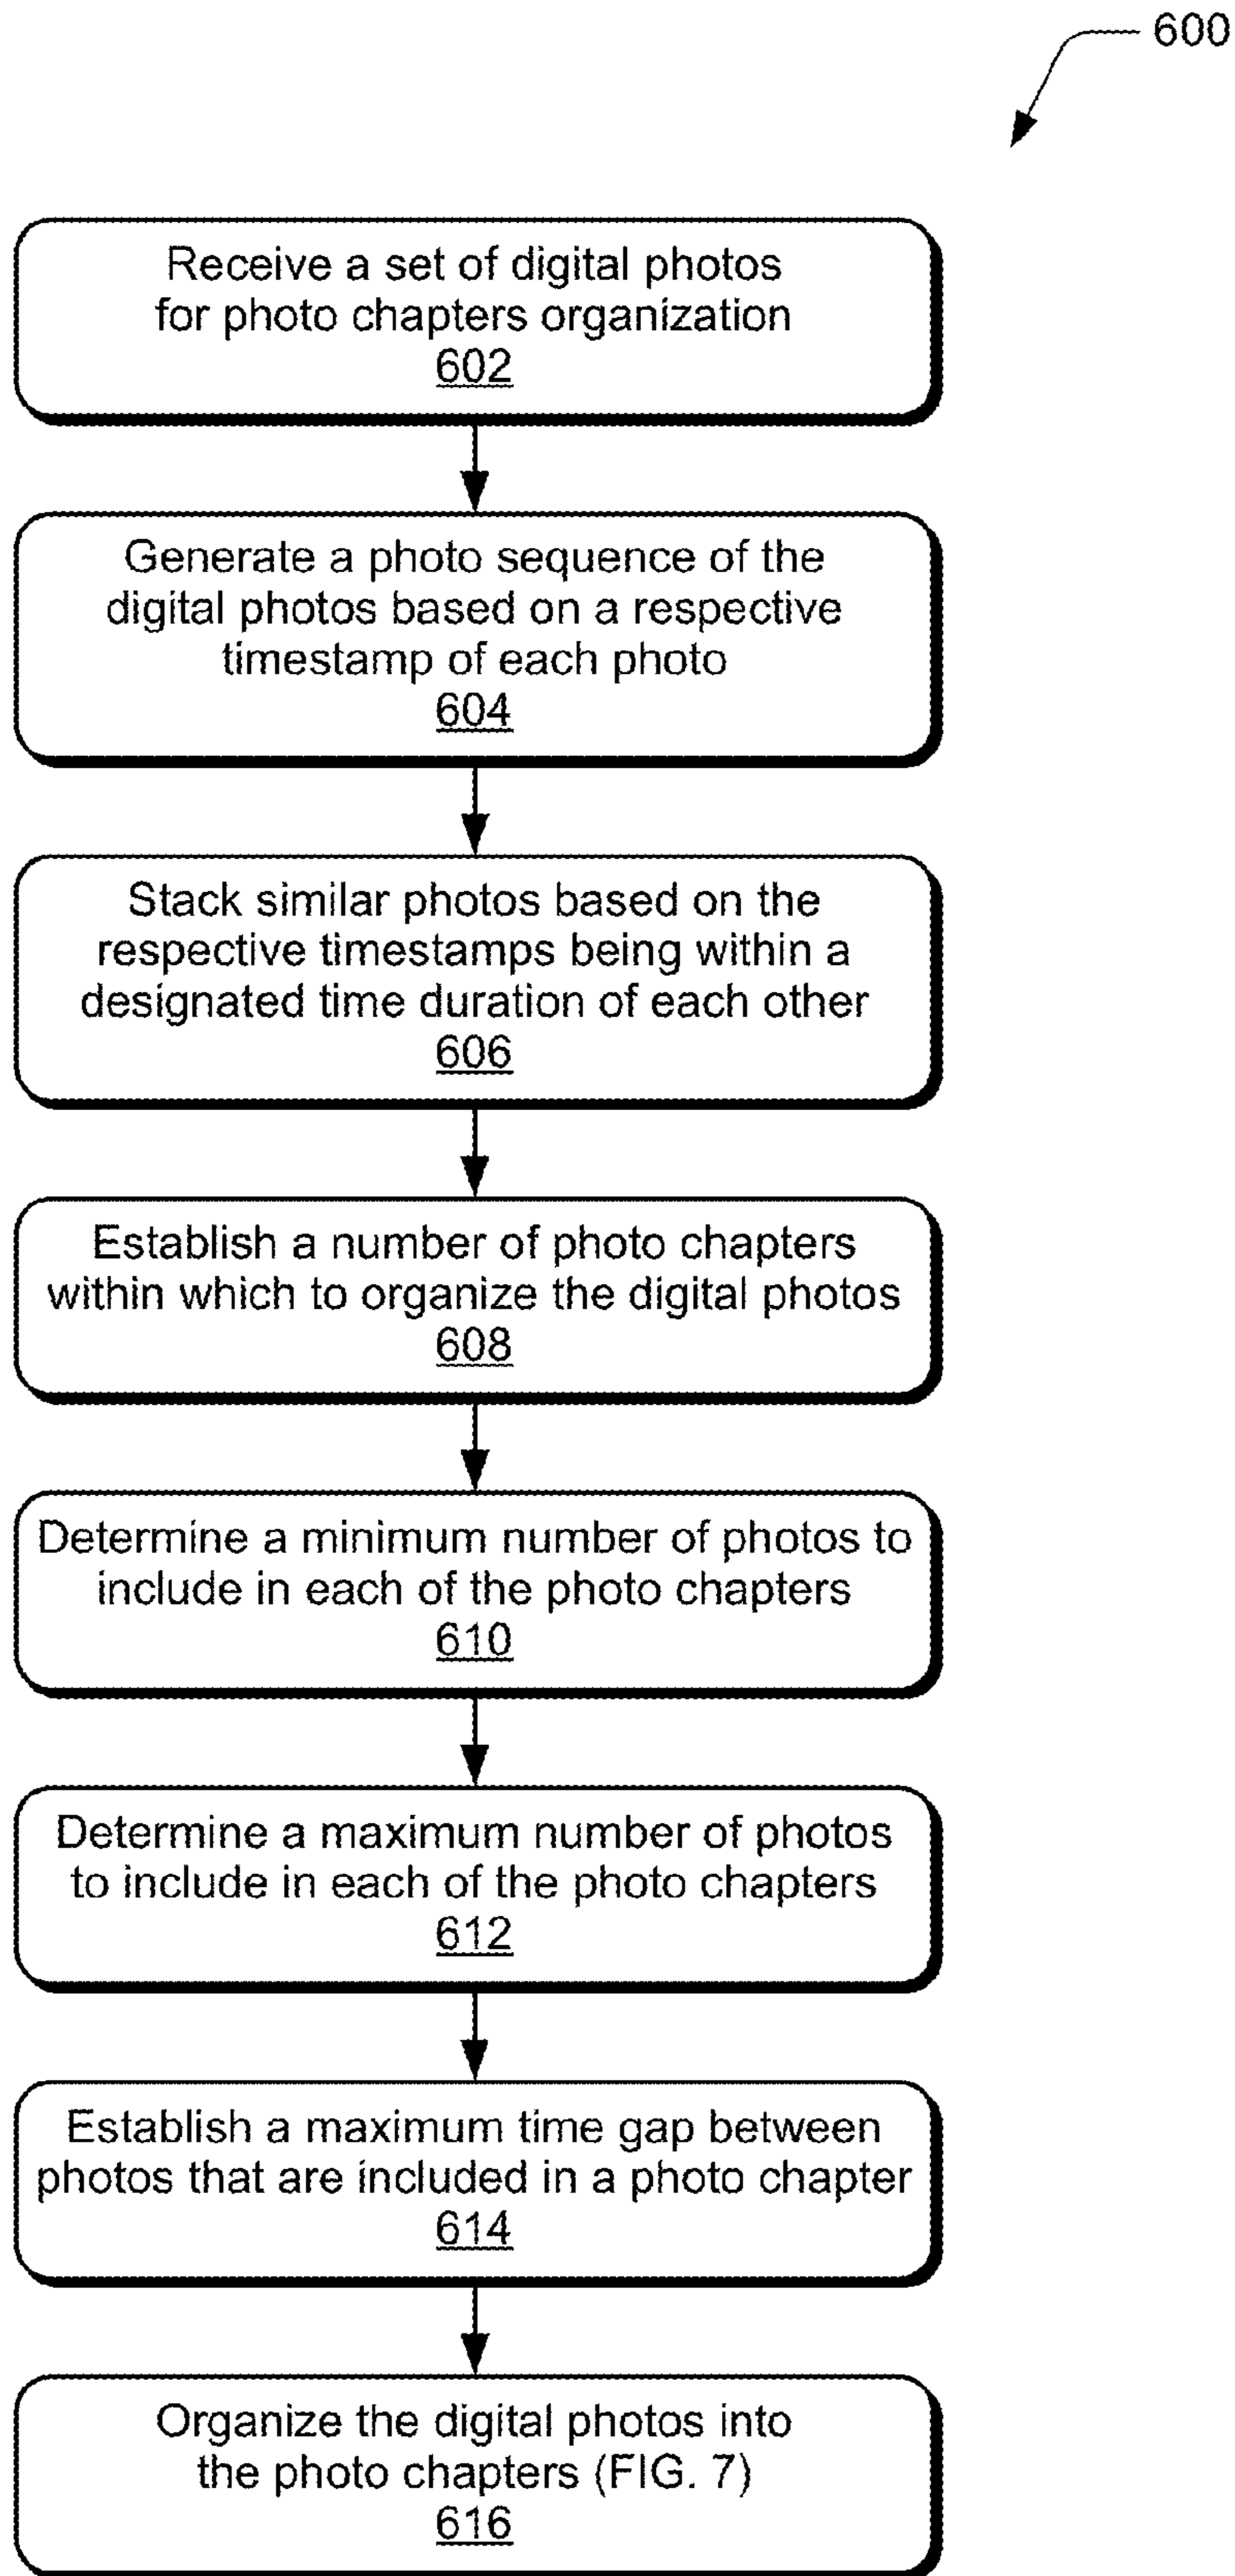 600
Receive a set of digital photos
for photo chapters organization
602
Generate a photo sequence of the
digital photos based on a respective
timestamp of each photo
604
Stack similar photos based on the
respective timestamps being within a
designated time duration of each other
606
Establish a number of photo chapters
within which to organize the digital photos
608
Determine a minimum number of photos to
include in each of the photo chapters
610
Determine a maximum number of photos
to include in each of the photo chapters
612
Establish a maximum time gap between
photos that are included in a photo chapter
614
Organize the digital photos into
the photo chapters (FIG. 7)
616